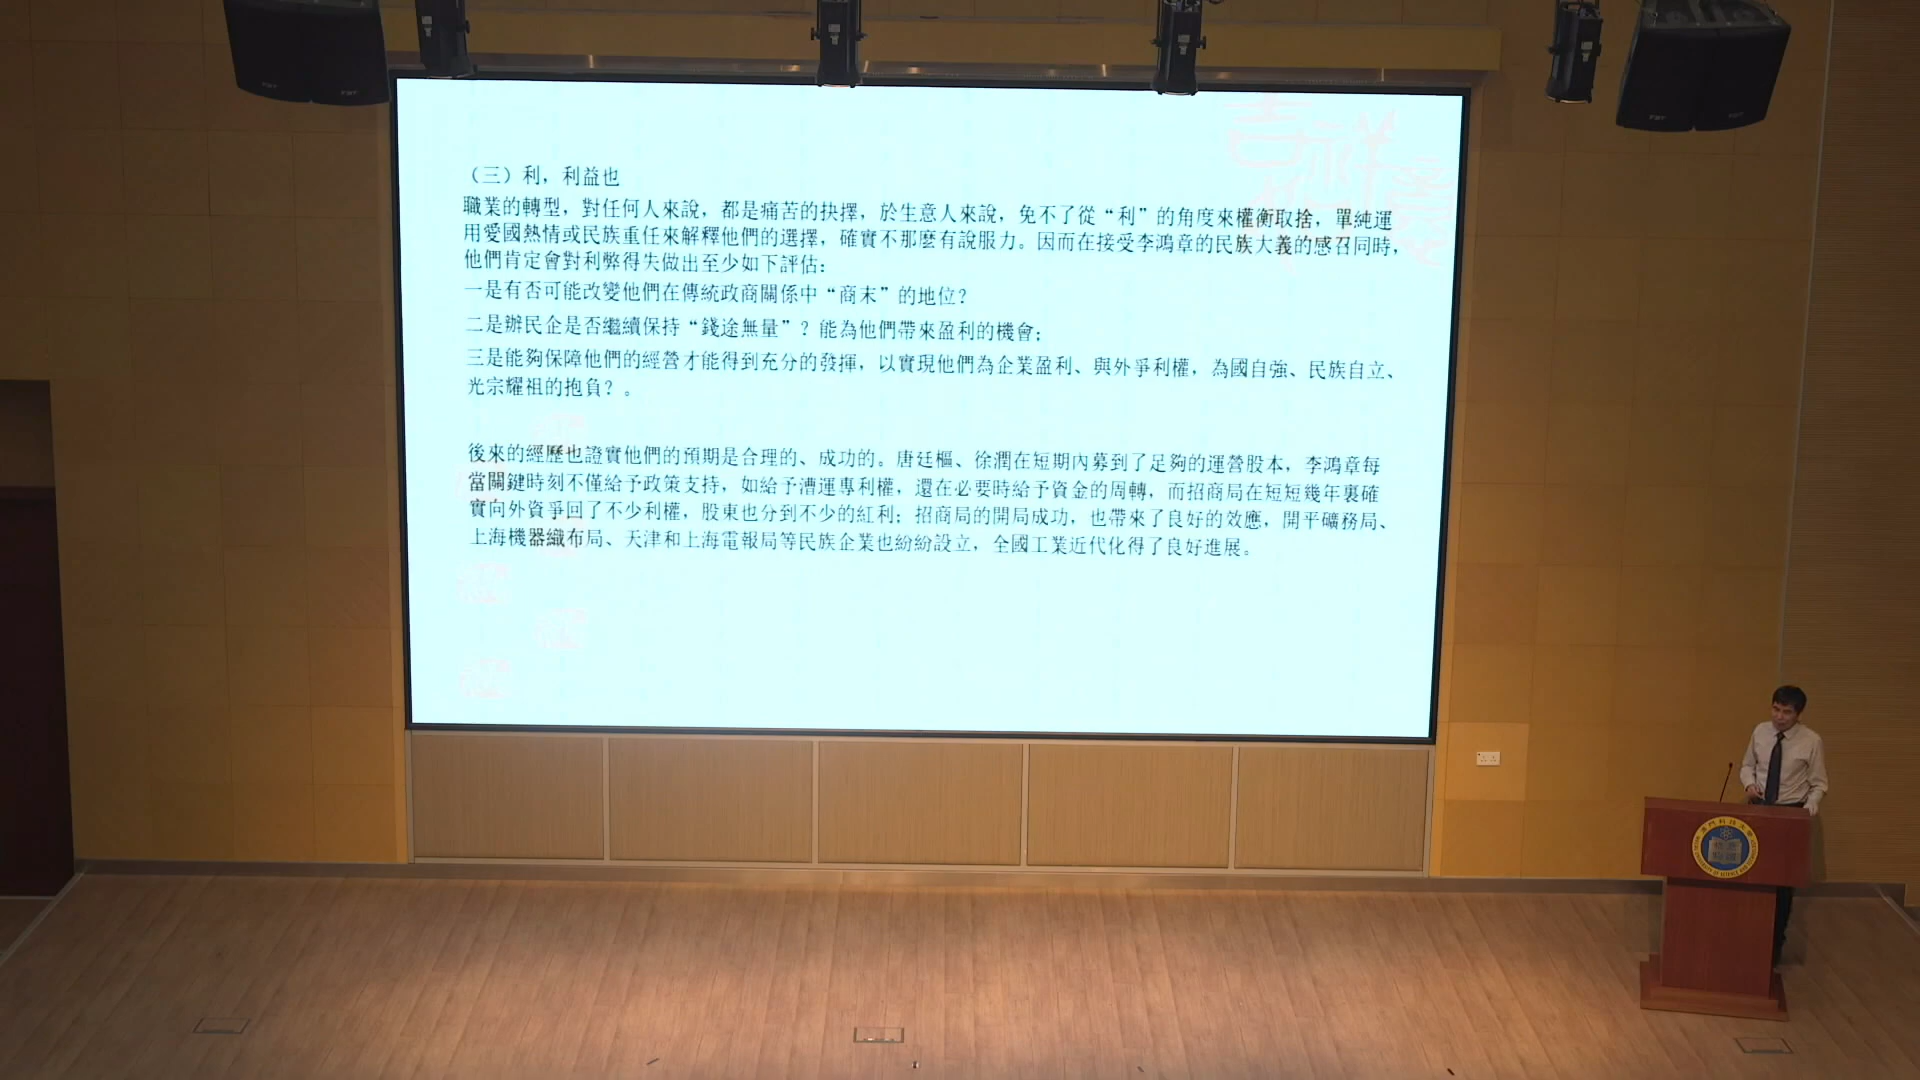 （三）利，利益也
職業的轉型，對任何人來說，都是痛苦的抉擇，於生意人來說，免不了從“利”的角度來權衡取捨，單純運
用愛國熱情或民族重任來解釋他們的選擇，確實不那麼有說服力。因而在接受李鴻章的民族大義的感召同時，
他們肯定會對利弊得失做出至少如下評估：
一是有否可能改變他們在傳統政商關係中“商末”的地位？
二是辦民企是否繼續保持“錢途無量”？能為他們帶來盈利的機會；
三是能夠保障他們的經營才能得到充分的發揮，以實現他們為企業盈利、與外爭利權，為國自強、民族自立、
光宗耀祖的抱負？。
後來的經歷也證實他們的預期是合理的、成功的。唐廷樞、徐潤在短期內募到了足夠的運營股本，李鴻章每
當關鍵時刻不僅給予政策支持，如給予漕運專利權，還在必要時給予資金的周轉，而招商局在短短幾年裏確
實向外資爭回了不少利權，股東也分到不少的紅利；招商局的開局成功，也帶來了良好的效應，開平礦務局、
上海機器織布局、天津和上海電報局等民族企業也紛紛設立，全國工業近代化得了良好進展。
吉祥
澳門科技大學